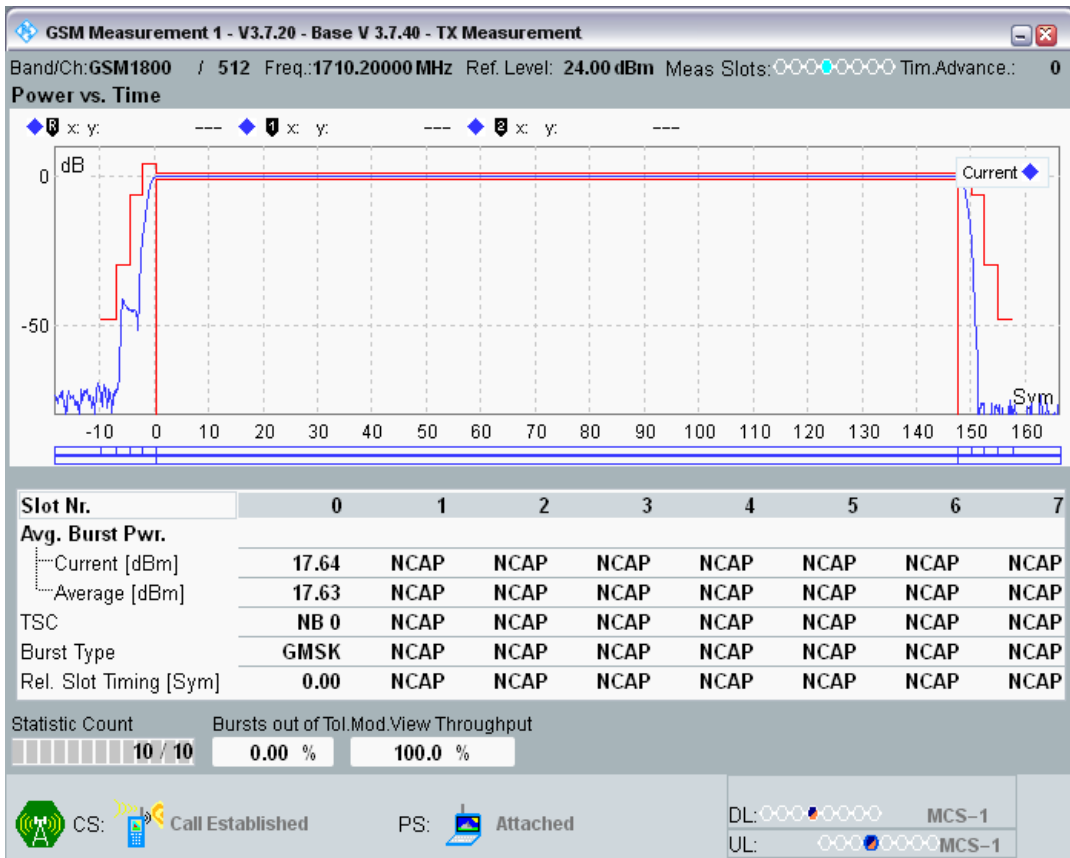 GSM Measurement 1 - V3.7.20 - Base V 3.7.40 - TX Measurement
Band/Ch:GSM1800 / 512 Freq.:1710.20000 MHz Ref. Level: 24.00 dBm Meas Slots: Tim.Advance.: 0
Power vs. Time
R x: y: --- 1 x: y: --- 2 x: y: ---
dB
Current
0
-50
Sym
-10 0 10 20 30 40 50 60 70 80 90 100 110 120 130 140 150 160
Slot Nr. 0 1 2 3 4 5 6 7
Avg. Burst Pwr.
Current [dBm] 17.64 NCAP NCAP NCAP NCAP NCAP NCAP NCAP
Average [dBm] 17.63 NCAP NCAP NCAP NCAP NCAP NCAP NCAP
TSC NB 0 NCAP NCAP NCAP NCAP NCAP NCAP NCAP
Burst Type GMSK NCAP NCAP NCAP NCAP NCAP NCAP NCAP
Rel. Slot Timing [Sym] 0.00 NCAP NCAP NCAP NCAP NCAP NCAP NCAP
Statistic Count Bursts out of Tol.Mod.View Throughput
10 / 10 0.00 % 100.0 %
CS: Call Established PS: Attached
DL: MCS-1
UL: MCS-1